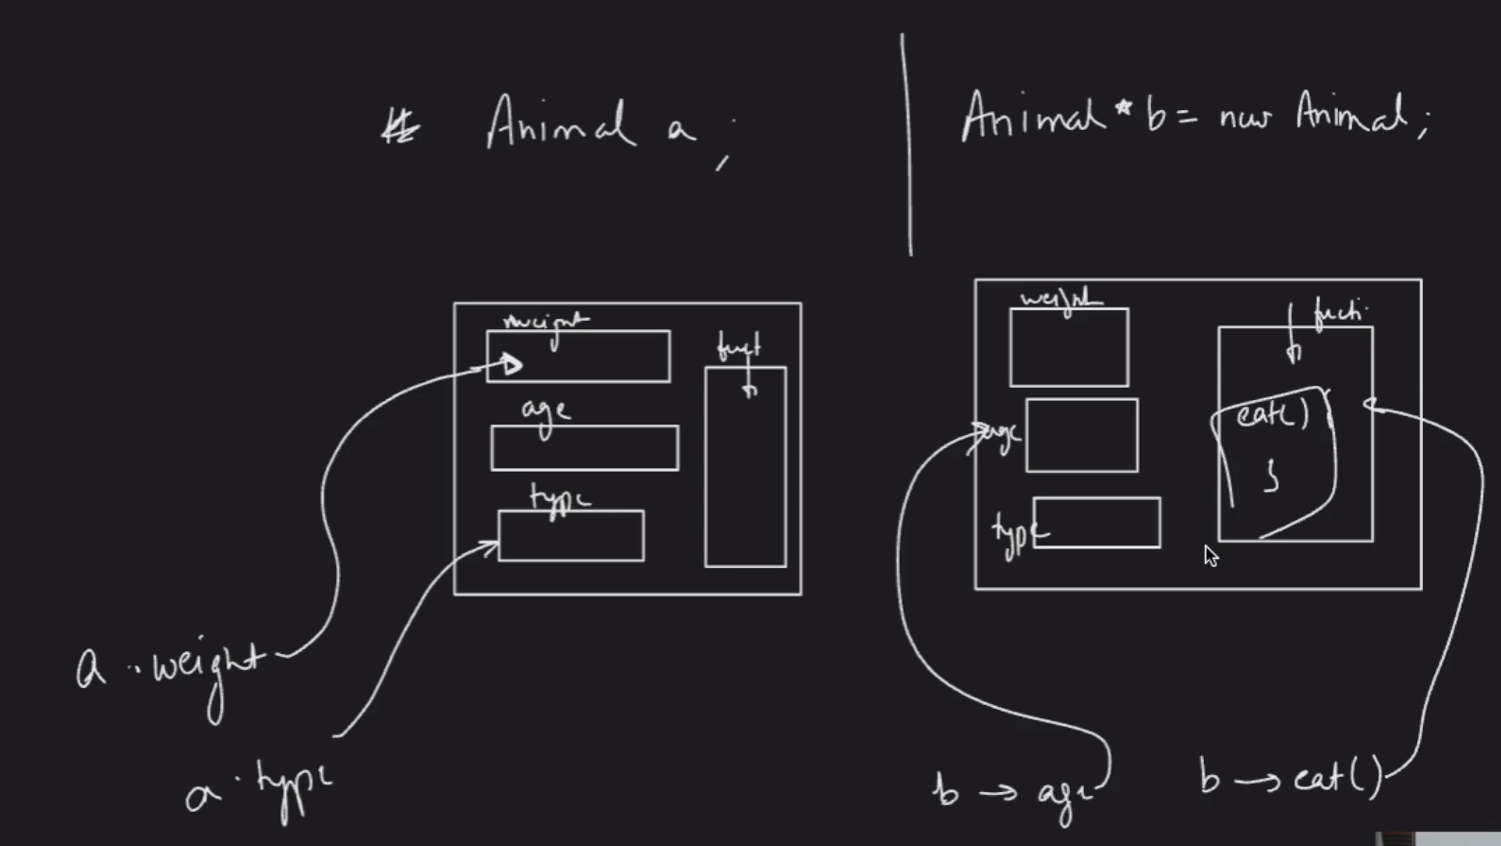 # Animal a ;
Animal * b = new Animal ;
weight
age
type
funct
weight
age
type
functi
eat()
a . weight
a . type
b → age
b → eat()